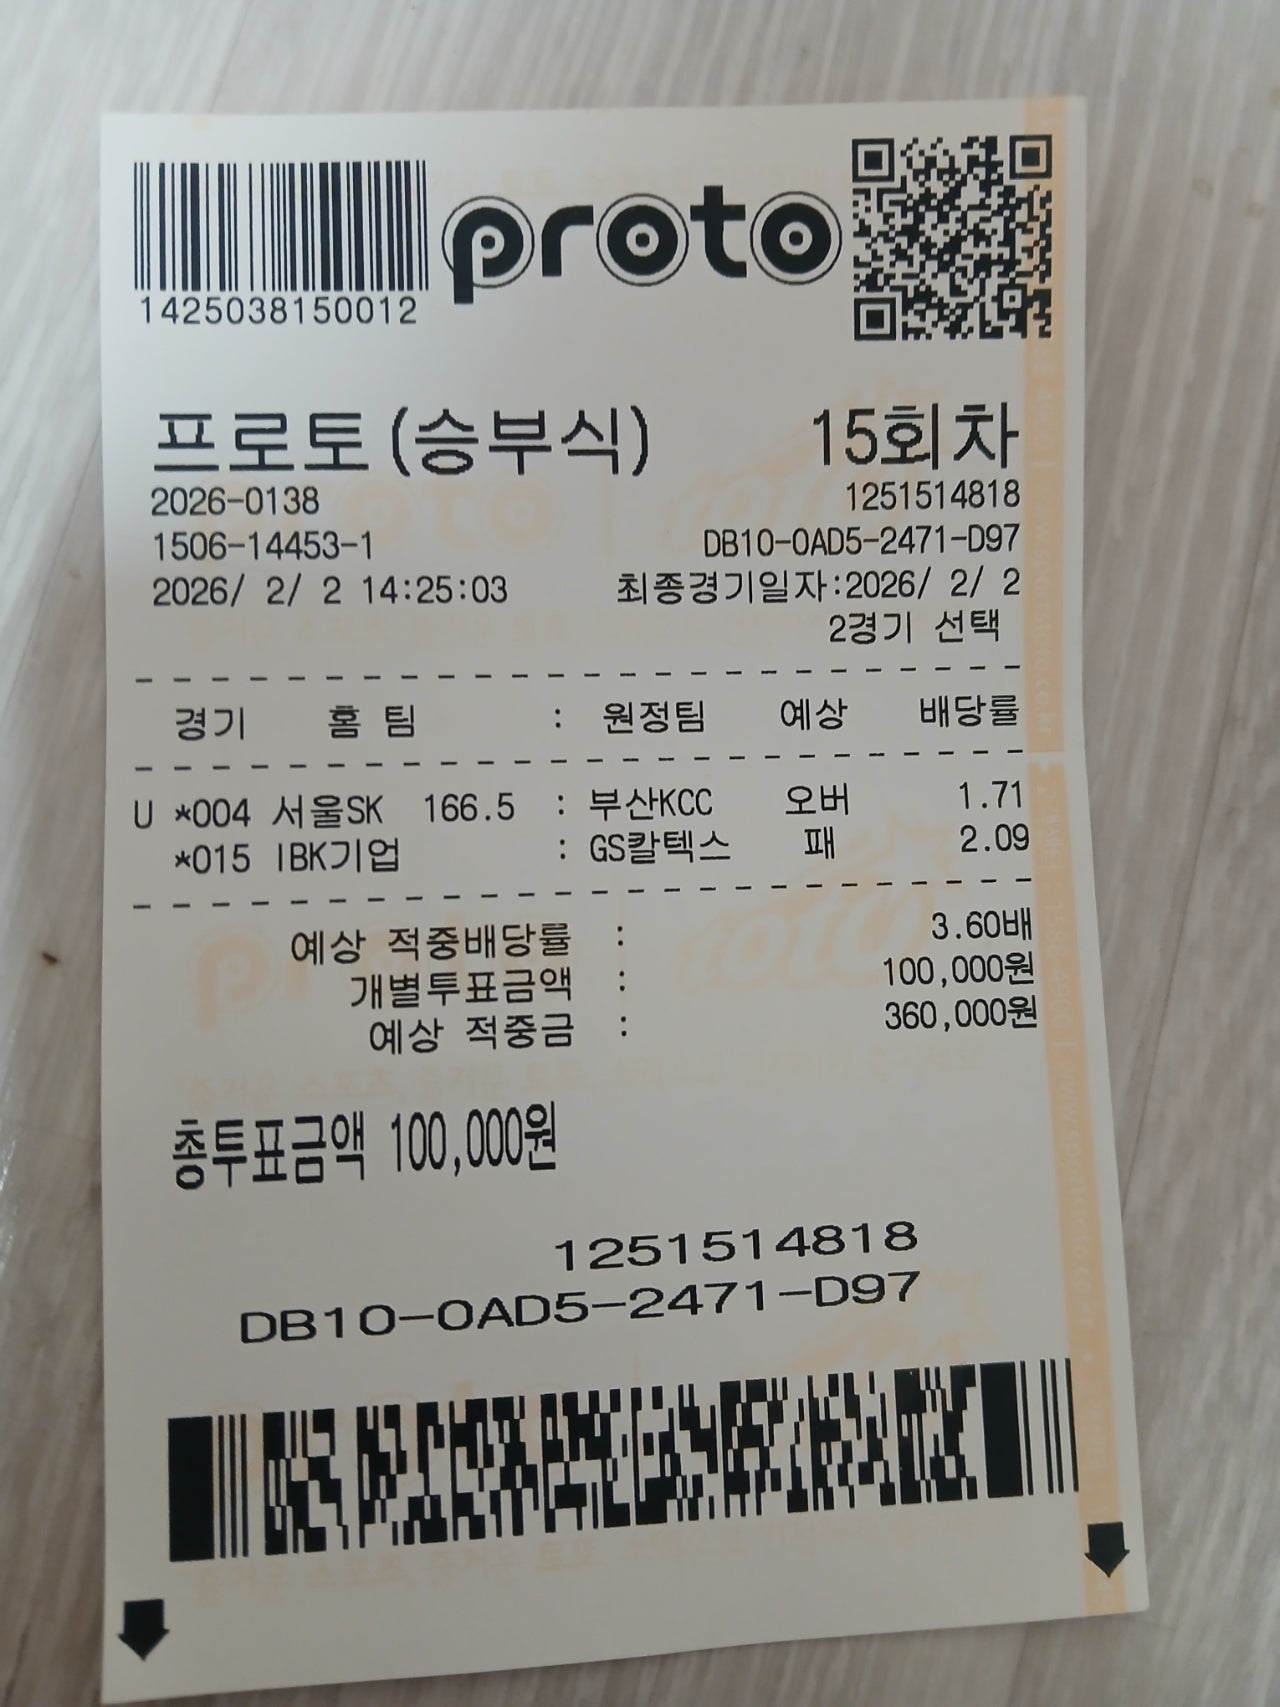 proto
1425038150012
프로토(승부식) 15회차
2026-0138 1251514818
1506-14453-1 DB10-0AD5-2471-D97
2026/ 2/ 2 14:25:03 최종경기일자:2026/ 2/ 2
2경기 선택
경기 홈 팀 : 원정팀 예상 배당률
U *004 서울SK 166.5 : 부산KCC 오버 1.71
*015 IBK기업 : GS칼텍스 패 2.09
예상 적중배당률 : 3.60배
개별투표금액 : 100,000원
예상 적중금 : 360,000원
총투표금액 100,000원
1251514818
DB10-0AD5-2471-D97